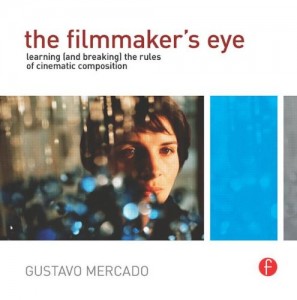 the filmmaker's eye
learning (and breaking) the rules
of cinematic composition
GUSTAVO MERCADO
f